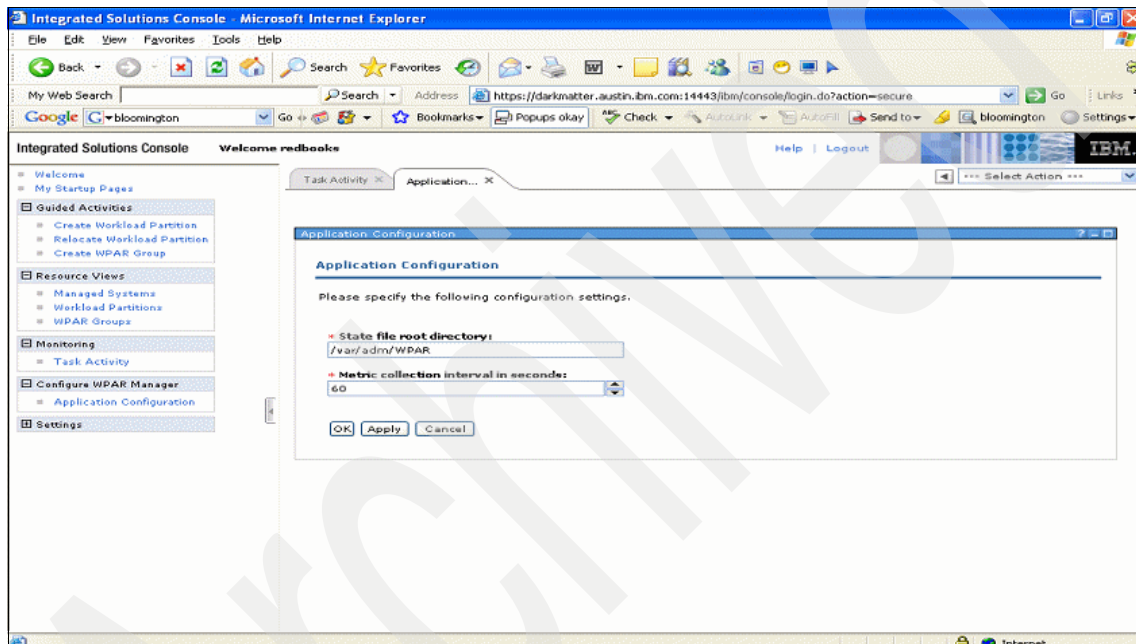 Integrated Solutions Console - Microsoft Internet Explorer
File Edit View Favorites Tools Help
Back Search Favorites
My Web Search Search Address https://darkmatter.austin.ibm.com:14443/ibm/console/login.do?action=secure Go Links
Google G bloomington Go Bookmarks Popups okay Check AutoLink AutoFill Send to bloomington Settings
Integrated Solutions Console Welcome redbooks Help | Logout IBM.
Welcome
My Startup Pages
Guided Activities
Create Workload Partition
Relocate Workload Partition
Create WPAR Group
Resource Views
Managed Systems
Workload Partitions
WPAR Groups
Monitoring
Task Activity
Configure WPAR Manager
Application Configuration
Settings
Task Activity Application... --- Select Action ---
Application Configuration
Application Configuration
Please specify the following configuration settings.
* State file root directory:
/var/adm/WPAR
* Metric collection interval in seconds:
60
OK Apply Cancel
Internet
Archived